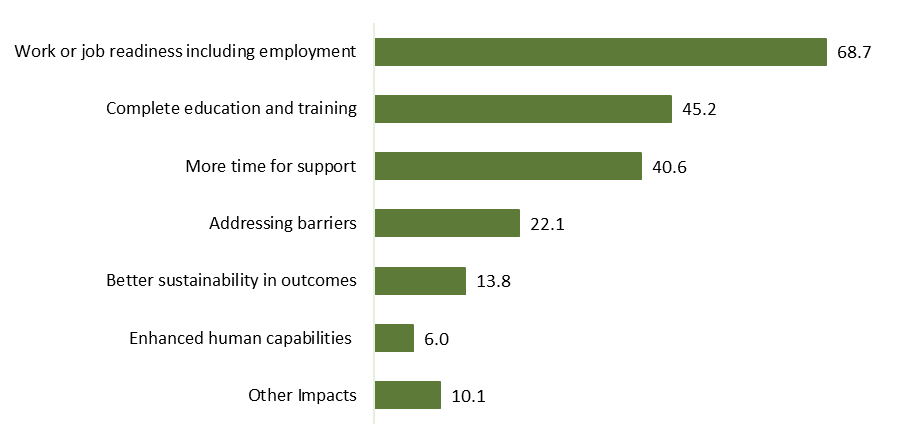 Work or job readiness including employment 68.7
Complete education and training 45.2
More time for support 40.6
Addressing barriers 22.1
Better sustainability in outcomes 13.8
Enhanced human capabilities 6.0
Other Impacts 10.1